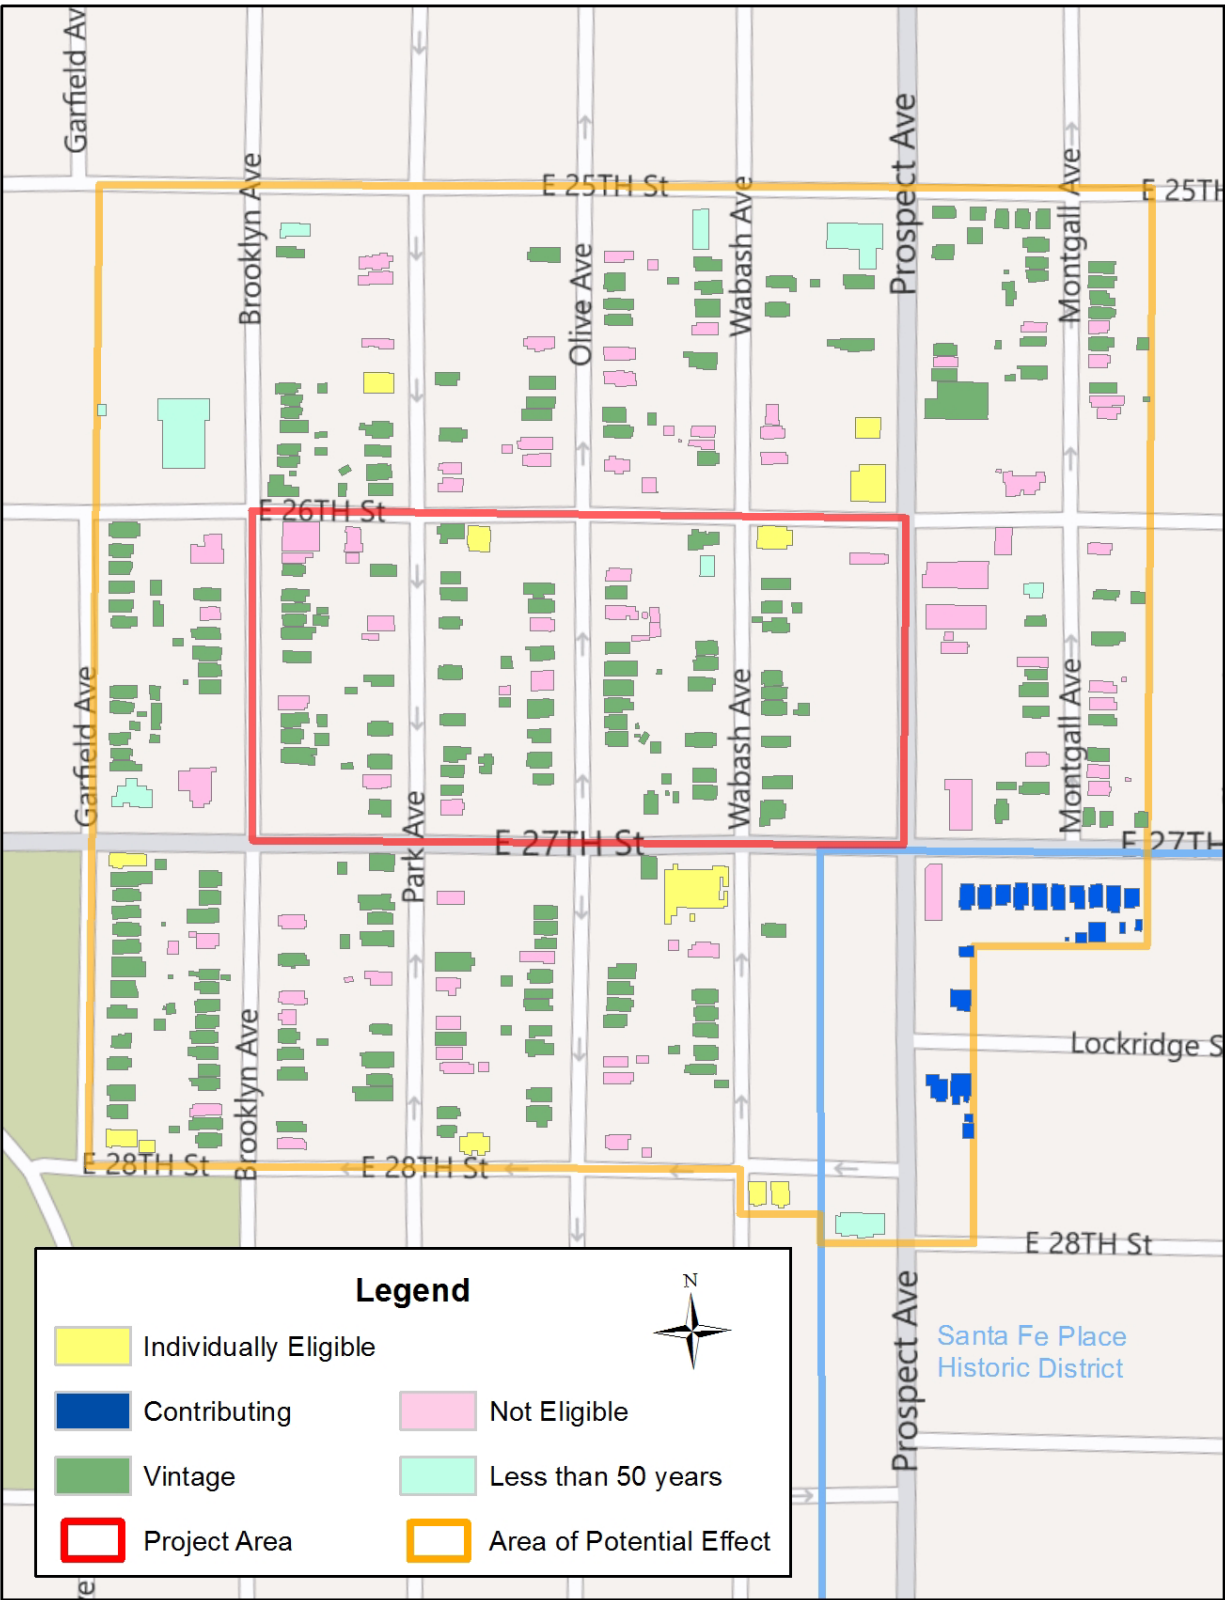 Garfield Av
Brooklyn Ave
Olive Ave
Wabash Ave
Prospect Ave
Montgall Ave
E 25TH St
E 25TH
E 26TH St
Garfield Ave
Park Ave
Wabash Ave
Montgall Ave
E 27TH St
E 27TH
Brooklyn Ave
Lockridge S
E 28TH St
E 28TH St
E 28TH St
Prospect Ave
Santa Fe Place
Historic District
Legend
N
Individually Eligible
Contributing
Not Eligible
Vintage
Less than 50 years
Project Area
Area of Potential Effect
ve